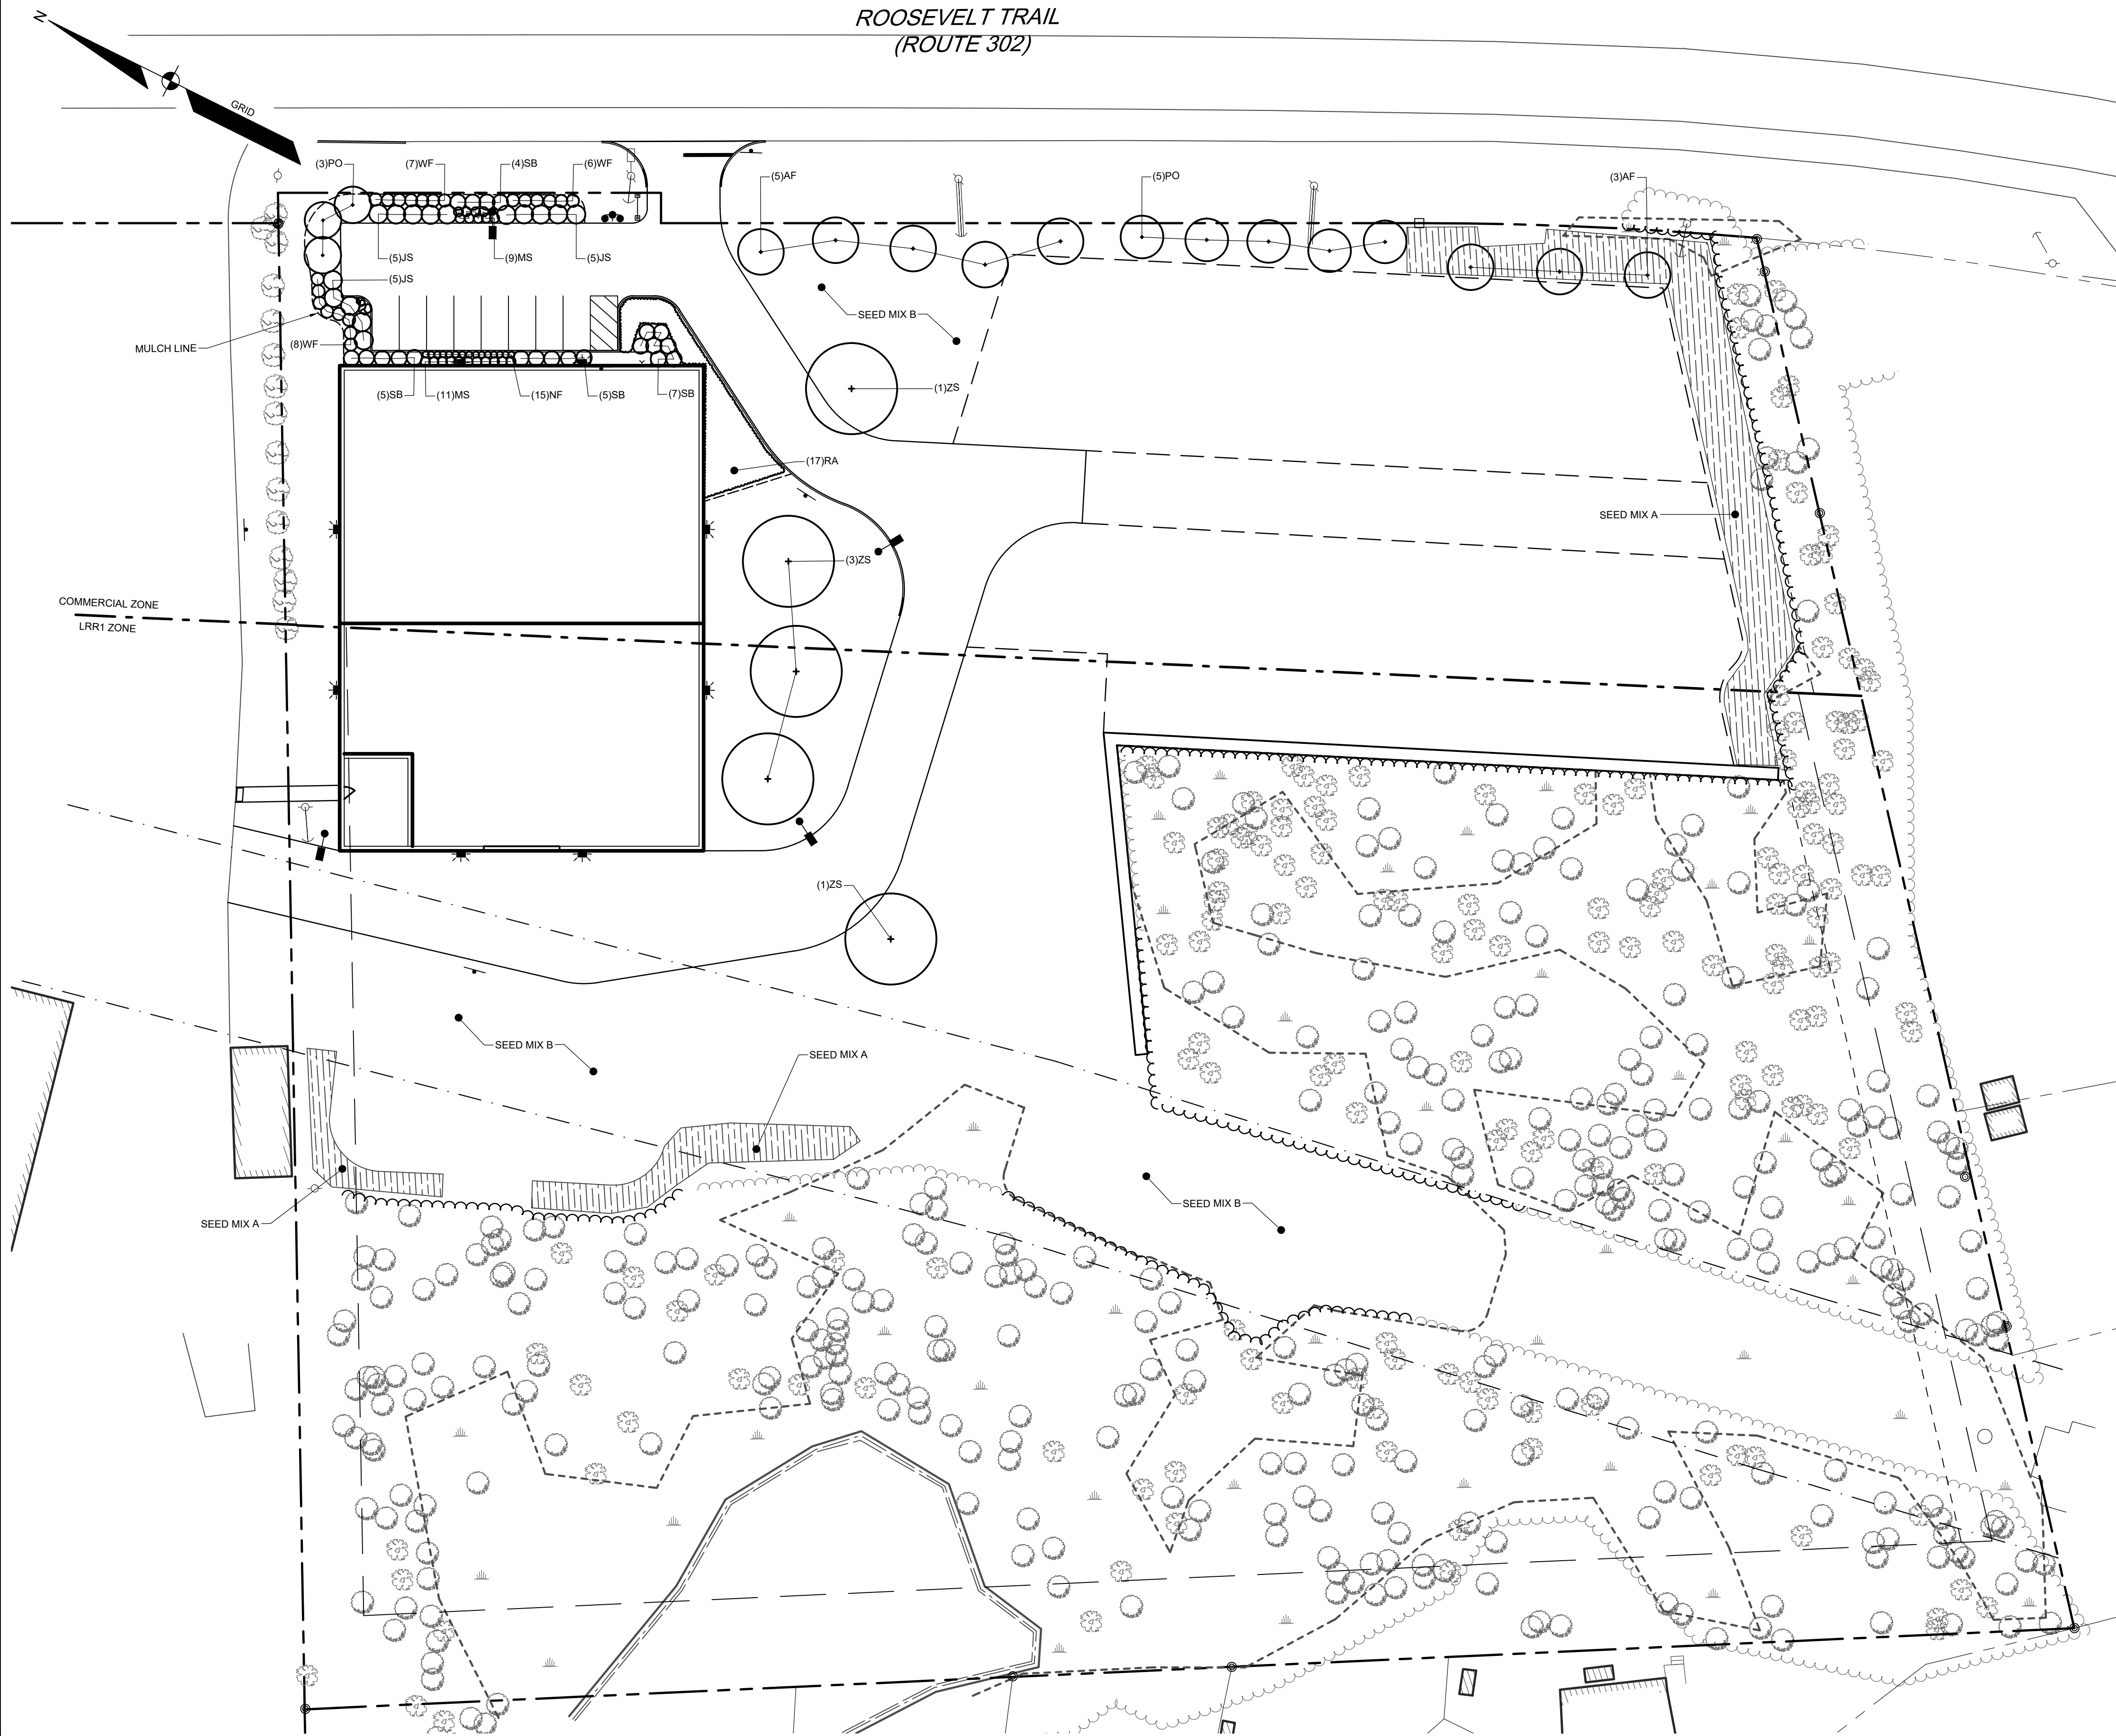 ROOSEVELT TRAIL
(ROUTE 302)
N
GRID
(3)PO
(7)WF
(4)SB
(6)WF
(5)AF
(5)PO
(3)AF
(5)JS
(9)MS
(5)JS
(5)JS
SEED MIX B
MULCH LINE
(8)WF
(1)ZS
(5)SB
(11)MS
(15)NF
(5)SB
(7)SB
(17)RA
SEED MIX A
(3)ZS
COMMERCIAL ZONE
LRR1 ZONE
(1)ZS
SEED MIX B
SEED MIX A
SEED MIX B
SEED MIX A